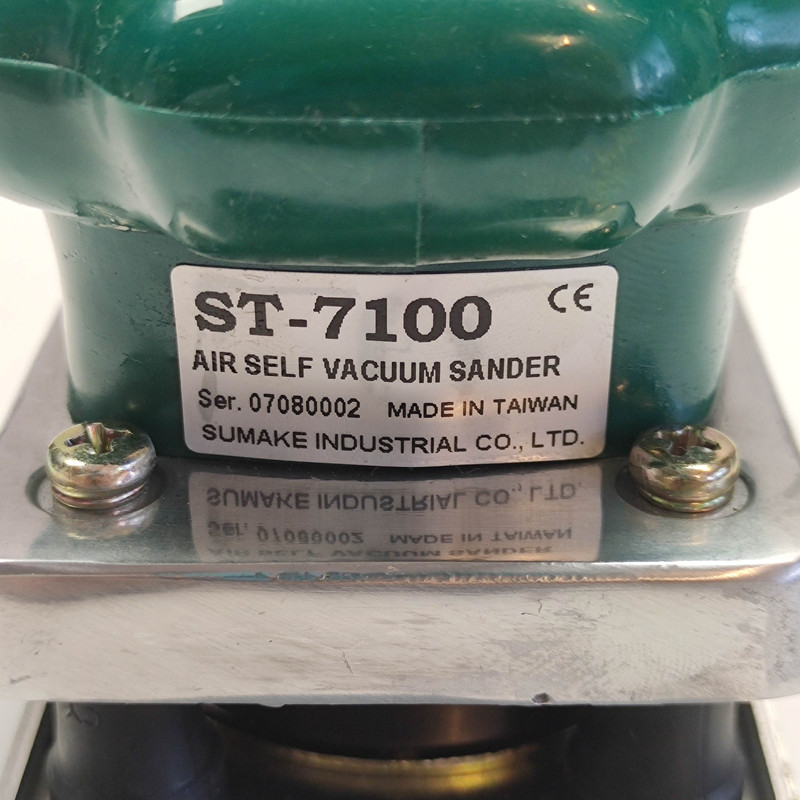 ST-7100 CE
AIR SELF VACUUM SANDER
Ser. 07080002 MADE IN TAIWAN
SUMAKE INDUSTRIAL CO., LTD.